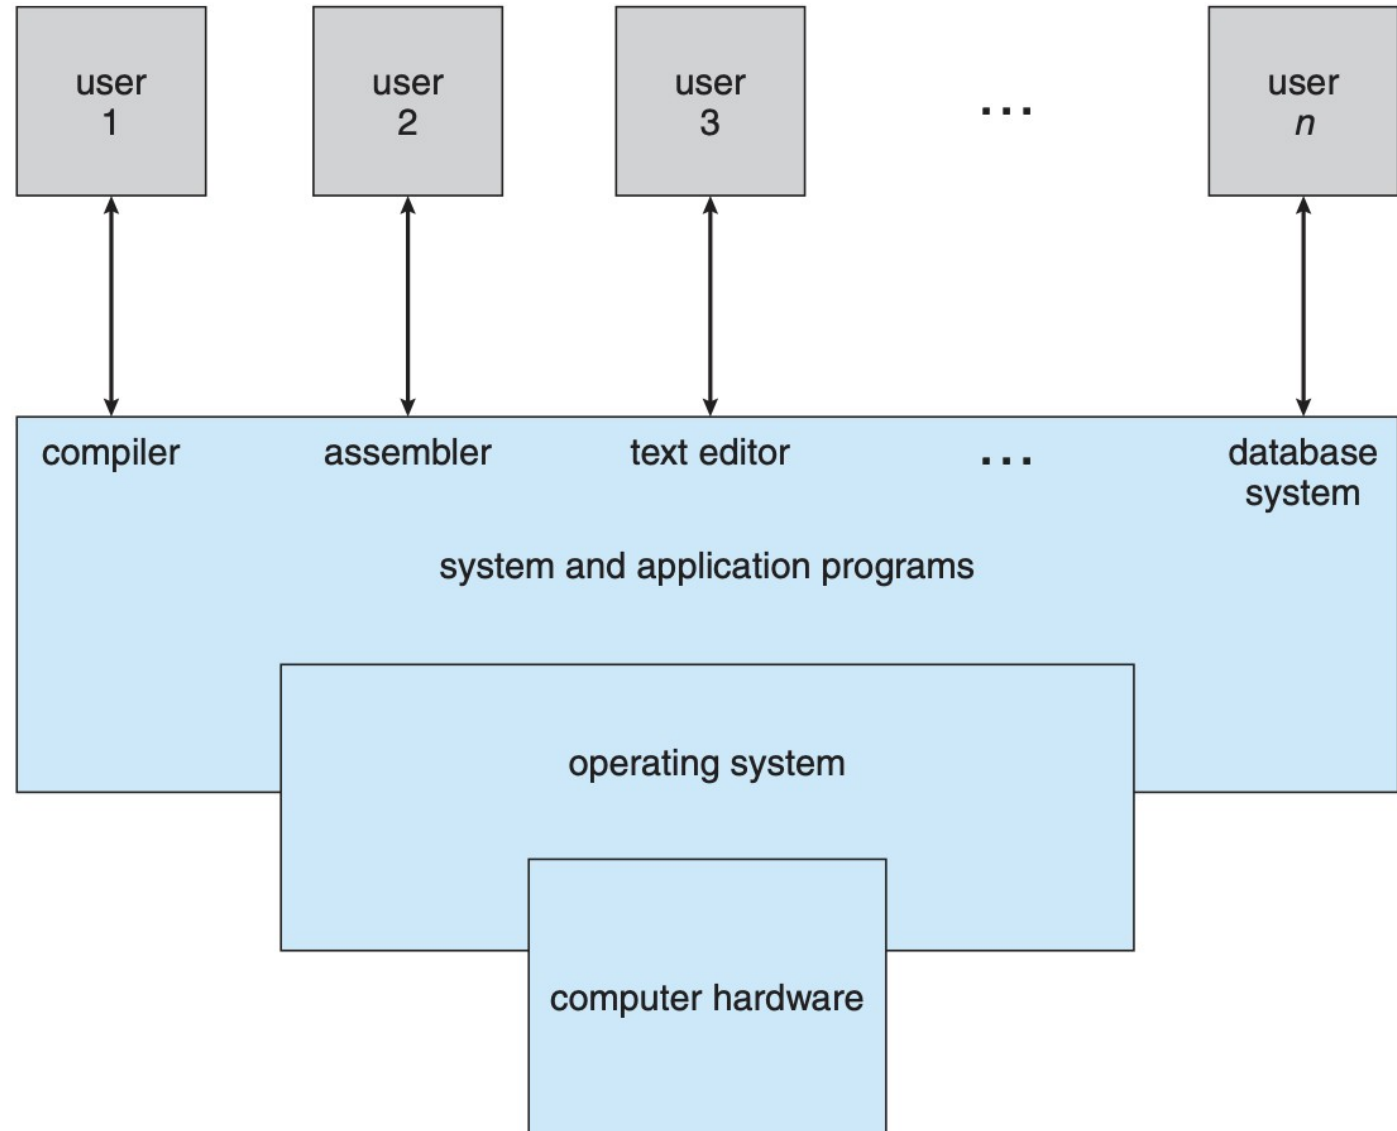 user
1
user
2
user
3
...
user
n
compiler
assembler
text editor
...
database
system
system and application programs
operating system
computer hardware